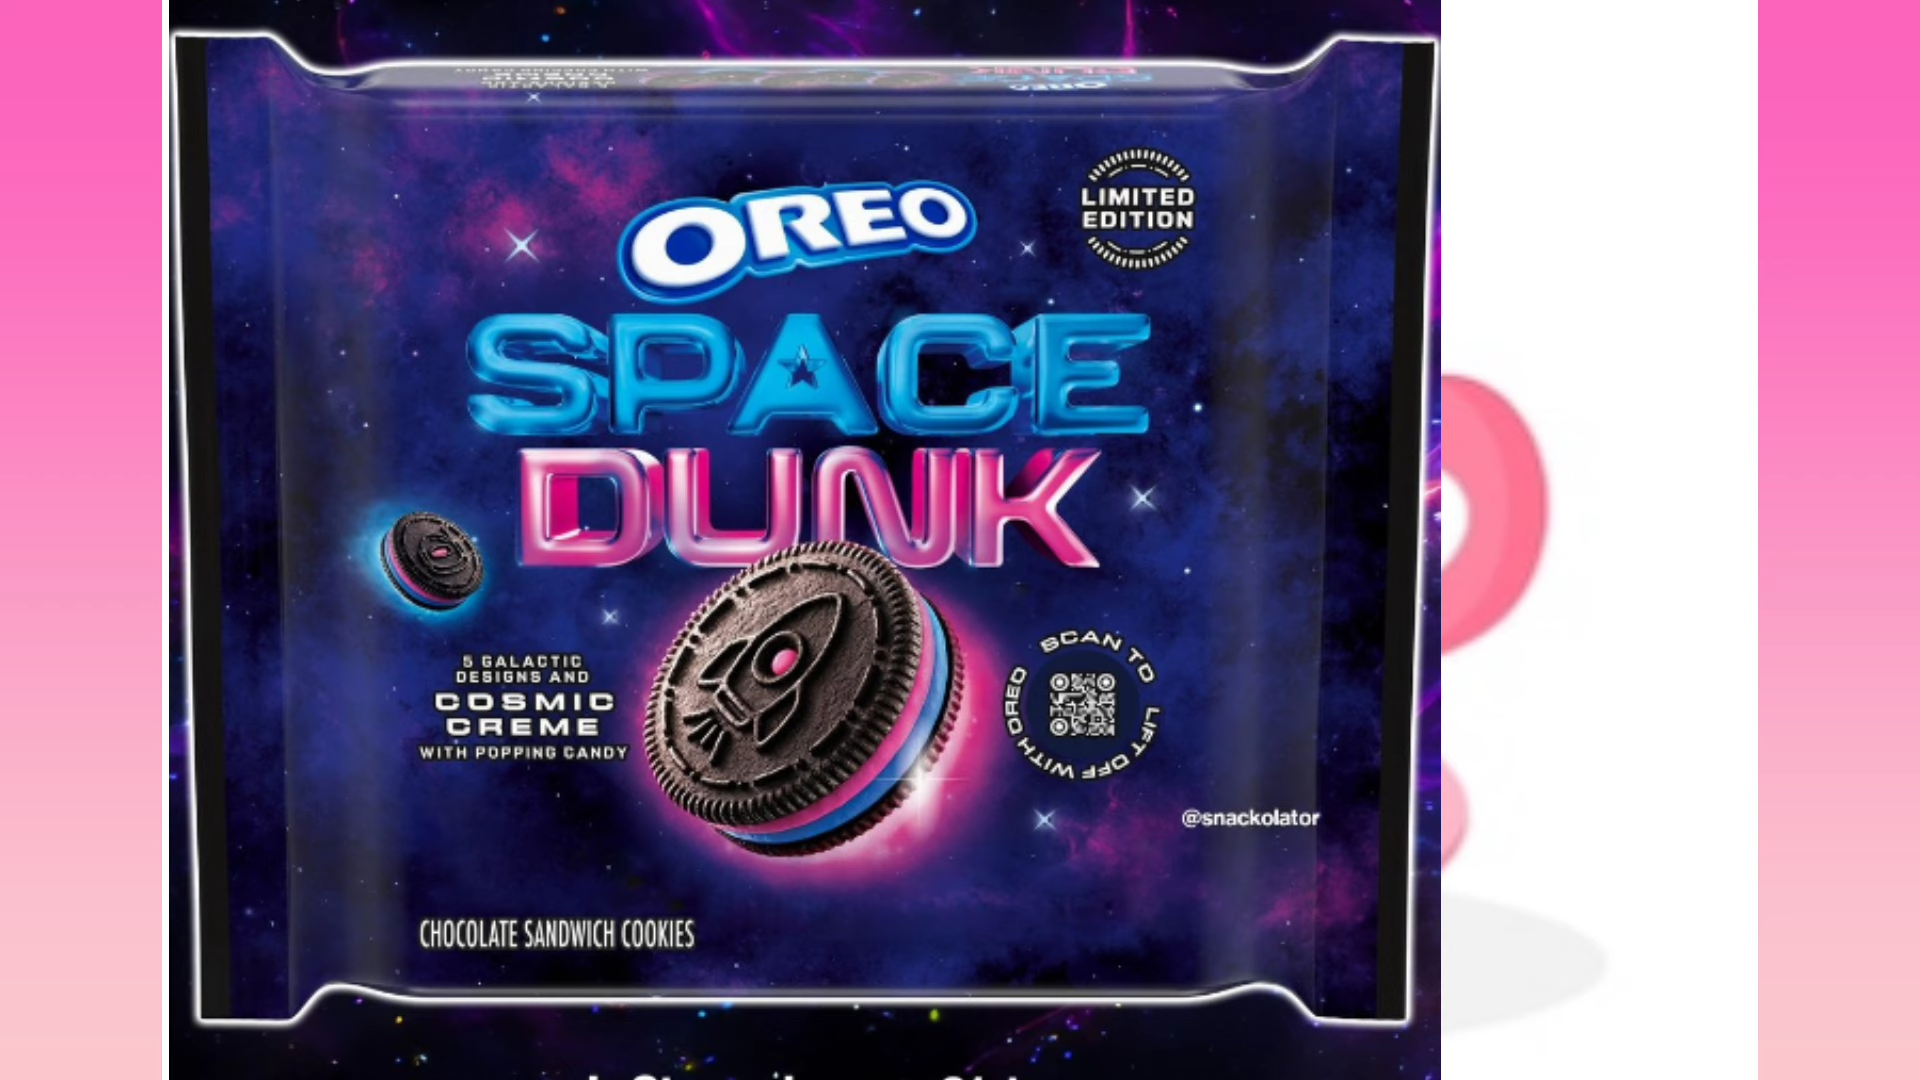 OREO
LIMITED
EDITION
SPACE
DUNK
5 GALACTIC
DESIGNS AND
COSMIC
CREME
WITH POPPING CANDY
SCAN TO
LIFT OFF WITH OREO
@snackolator
CHOCOLATE SANDWICH COOKIES